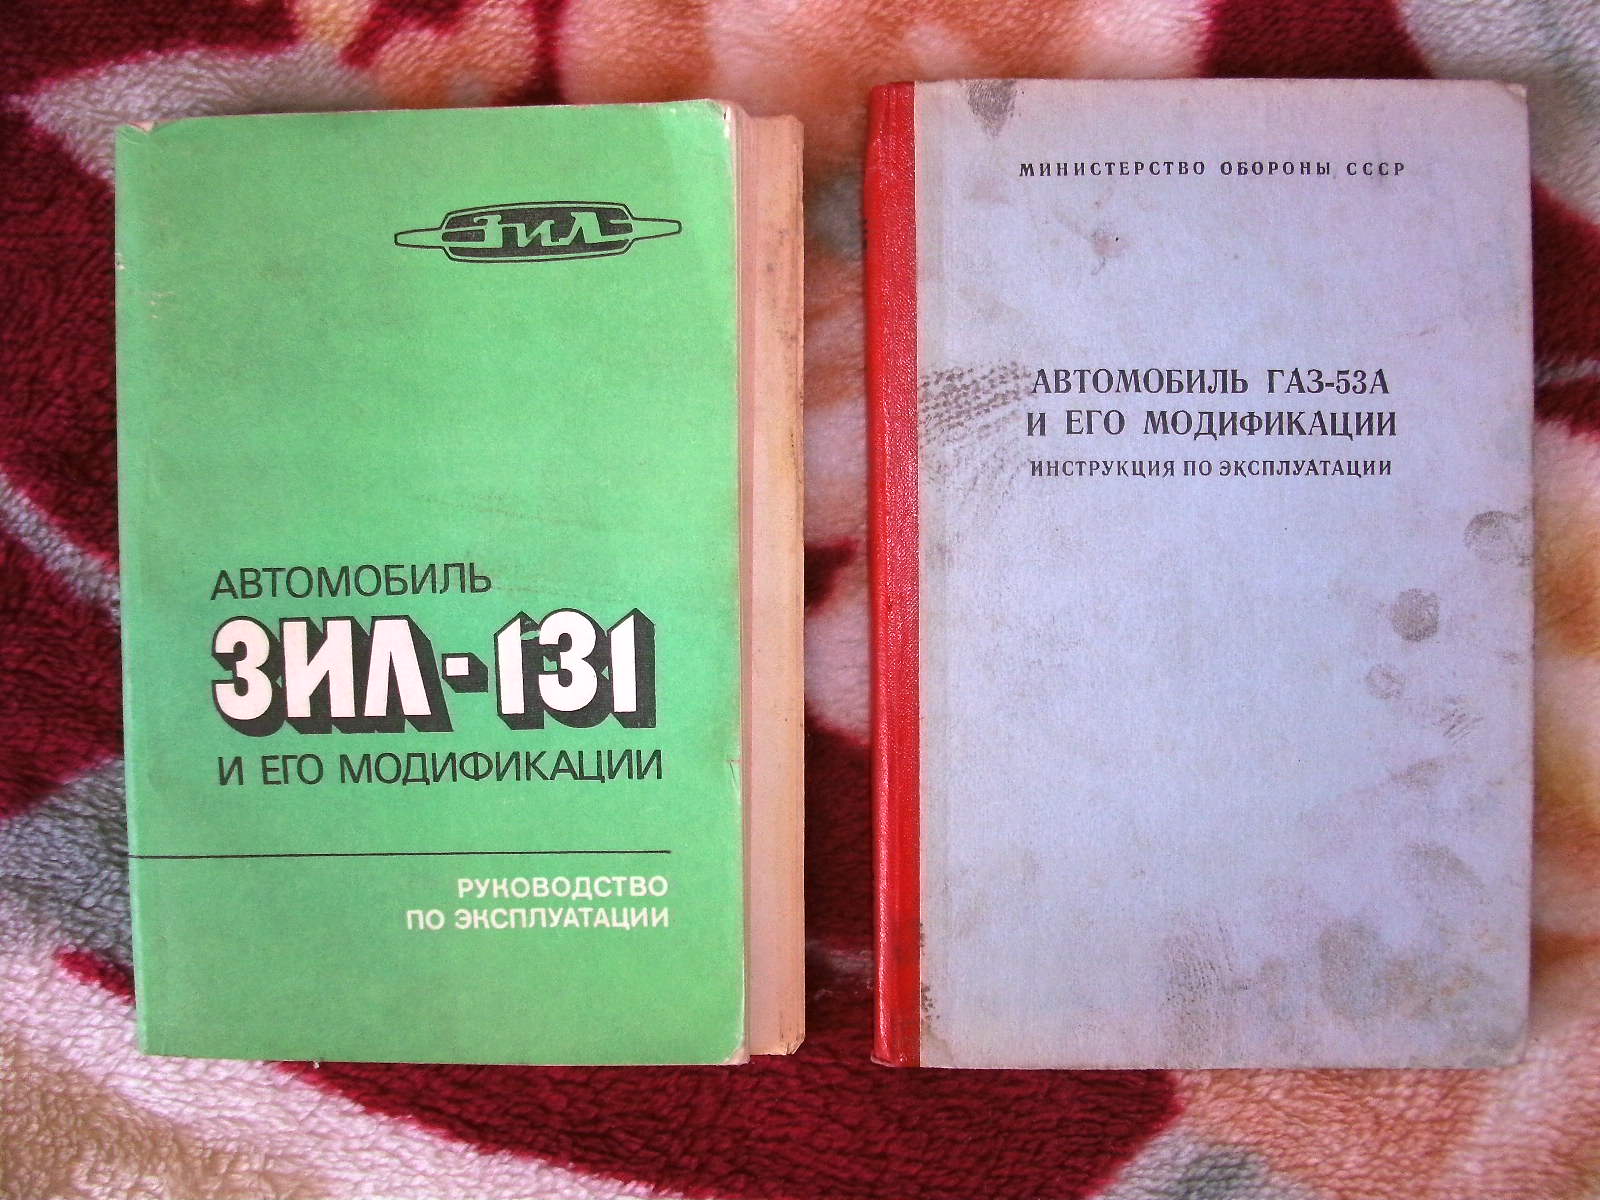 ЗИЛ
АВТОМОБИЛЬ
ЗИЛ-131
И ЕГО МОДИФИКАЦИИ
РУКОВОДСТВО
ПО ЭКСПЛУАТАЦИИ
МИНИСТЕРСТВО ОБОРОНЫ СССР
АВТОМОБИЛЬ ГАЗ-53А
И ЕГО МОДИФИКАЦИИ
ИНСТРУКЦИЯ ПО ЭКСПЛУАТАЦИИ